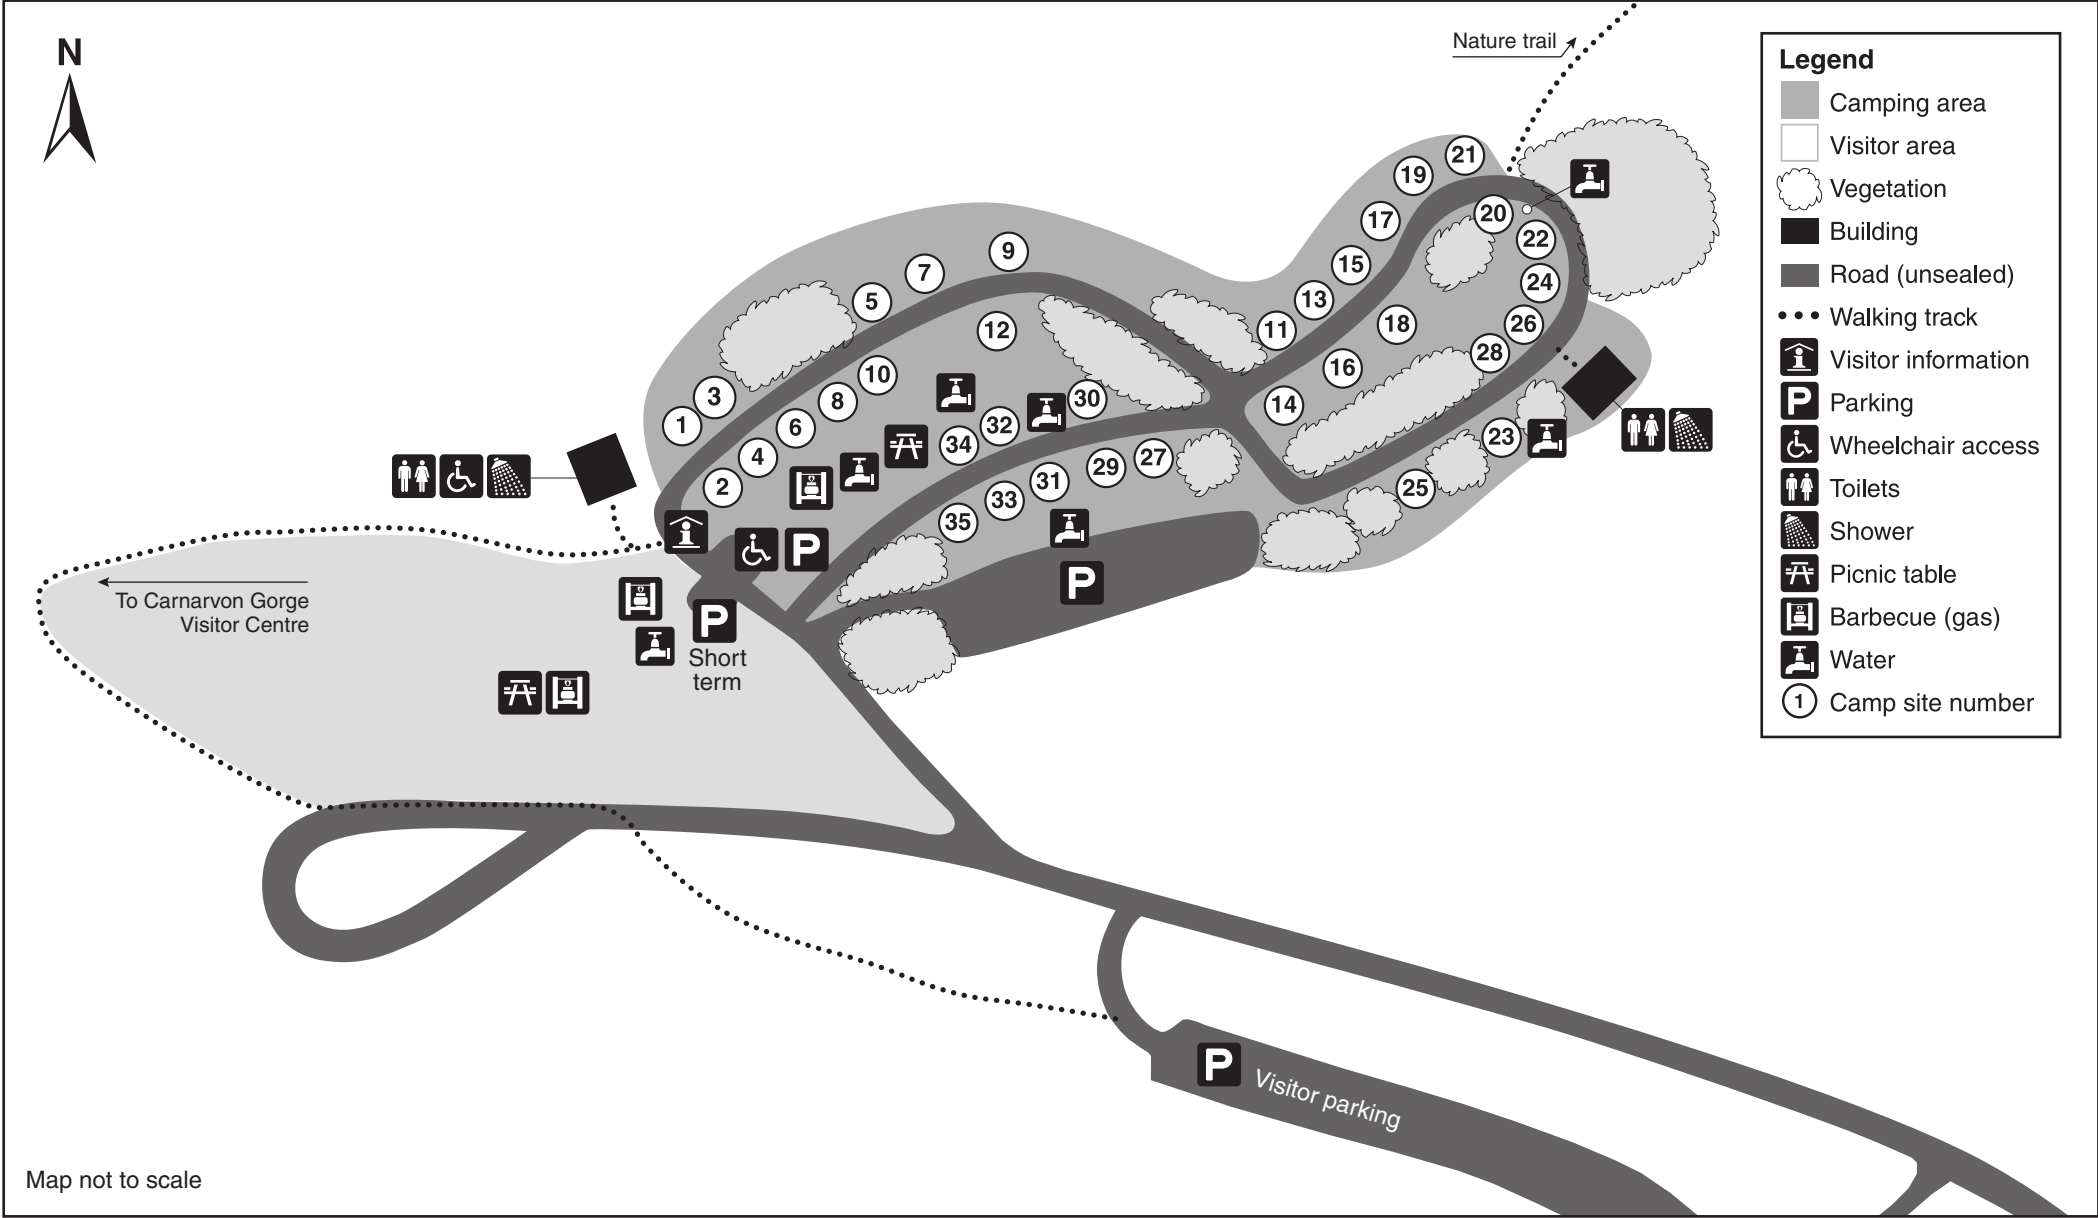 N
Nature trail
Legend
Camping area
Visitor area
Vegetation
Building
Road (unsealed)
Walking track
Visitor information
P Parking
Wheelchair access
Toilets
Shower
Picnic table
Barbecue (gas)
Water
1 Camp site number
21
19
20
17
22
9
15
7
24
5
13
11
12
18
26
28
16
10
3
30
8
14
1
32
6
34
23
4
27
29
31
2
25
33
35
P
P
To Carnarvon Gorge
Visitor Centre
P
Short
term
P Visitor parking
Map not to scale